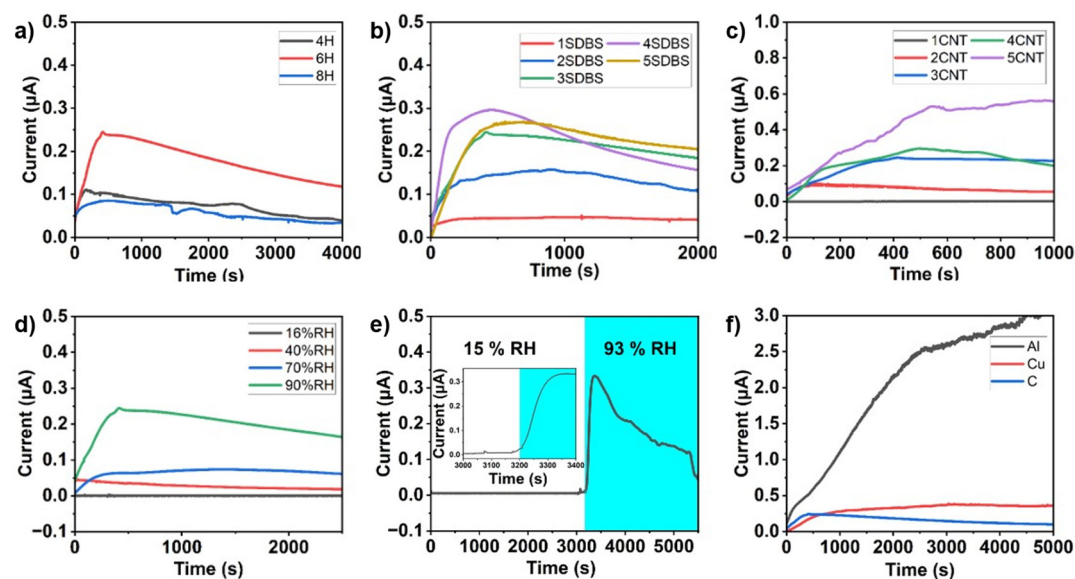 a)
0.5
0.4
0.3
0.2
0.1
0.0
Current (μA)
4H
6H
8H
0 1000 2000 3000 4000
Time (s)
b)
0.5
0.4
0.3
0.2
0.1
0.0
Current (μA)
1SDBS 4SDBS
2SDBS 5SDBS
3SDBS
0 500 1000 1500 2000
Time (s)
c)
1.0
0.8
0.6
0.4
0.2
0.0
−0.2
Current (μA)
1CNT 4CNT
2CNT 5CNT
3CNT
0 200 400 600 800 1000
Time (s)
d)
0.5
0.4
0.3
0.2
0.1
0.0
−0.1
Current (μA)
16%RH
40%RH
70%RH
90%RH
0 1000 2000
Time (s)
e)
0.5
0.4
0.3
0.2
0.1
0.0
−0.1
Current (μA)
15 % RH 93 % RH
0.3
0.2
0.1
0.0
Current (μA)
3000 3100 3200 3300 3400
Time (s)
0 1000 2000 3000 4000 5000
Time (s)
f)
3.0
2.5
2.0
1.5
1.0
0.5
0.0
Current (μA)
Al
Cu
C
0 1000 2000 3000 4000 5000
Time (s)